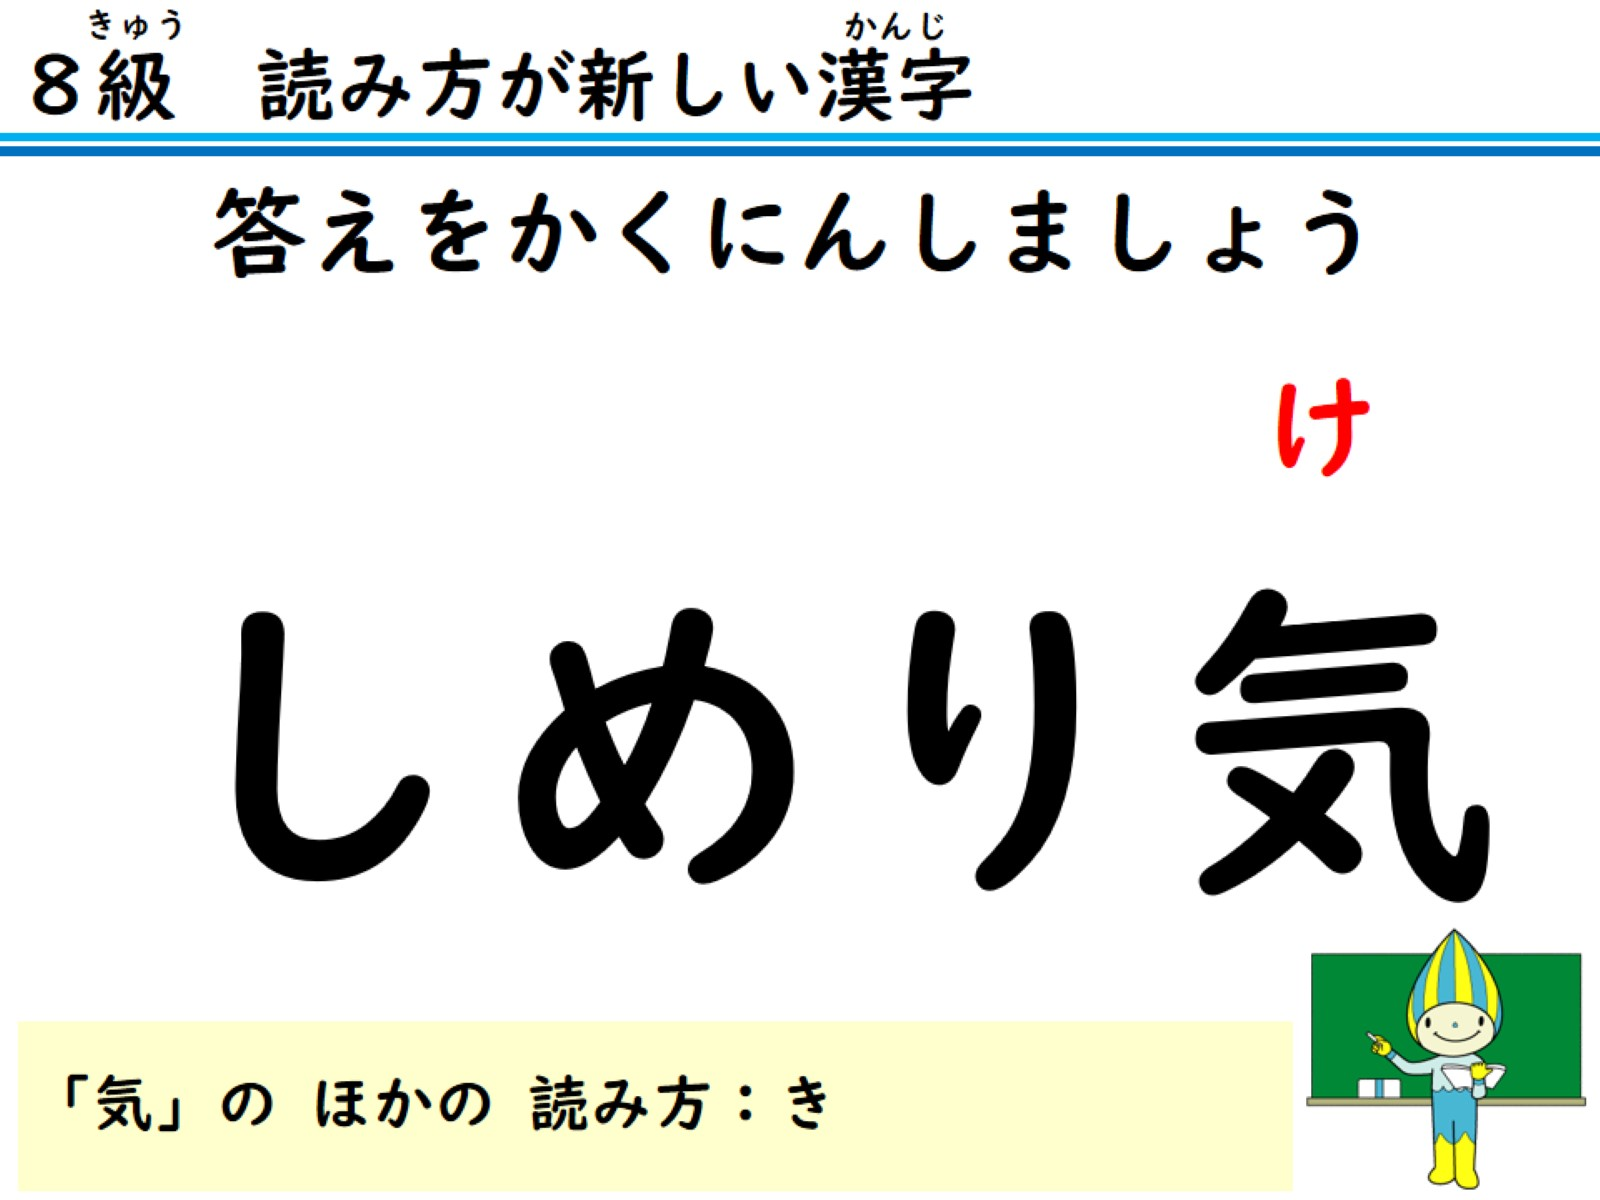 きゅう かんじ
８級　読み方が新しい漢字
答えをかくにんしましょう
け
しめり気
「気」の ほかの 読み方：き